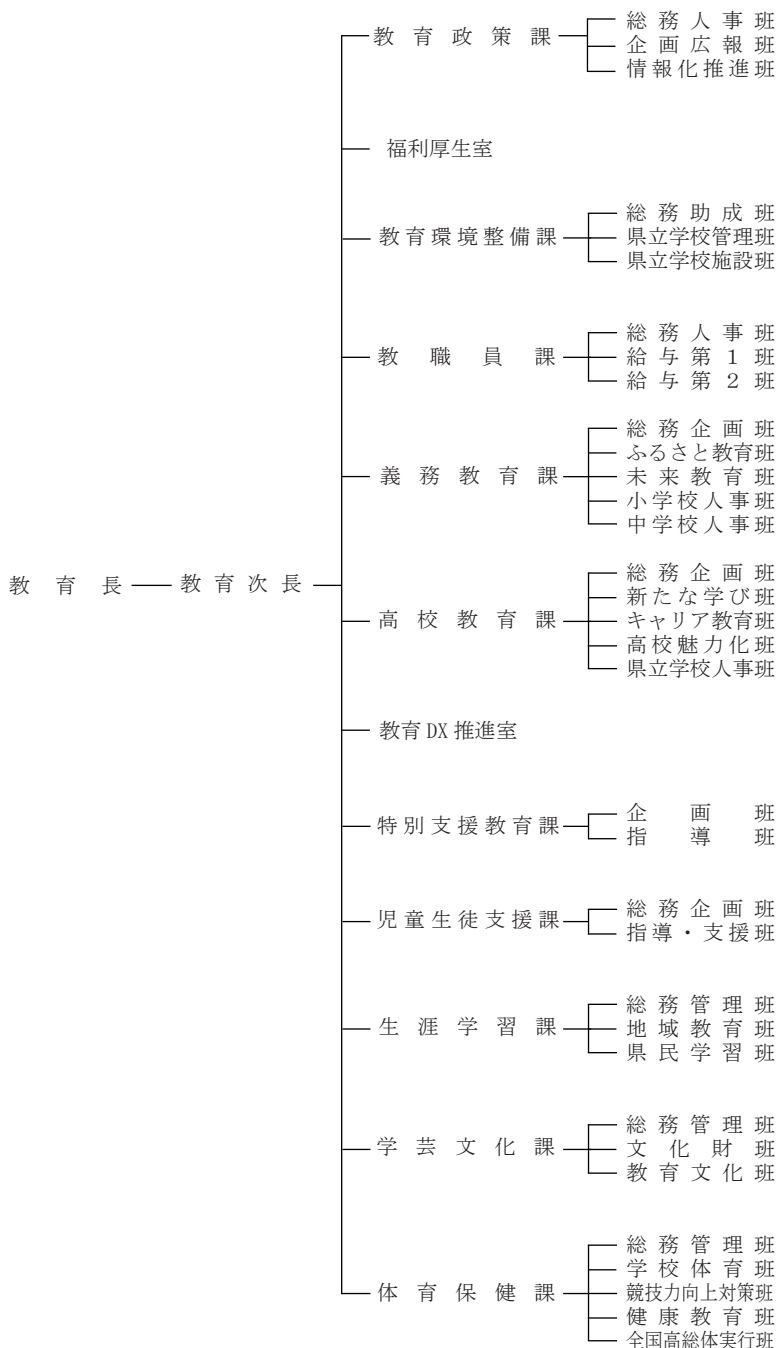 教育長
教育次長
教育政策課
総務人事班
企画広報班
情報化推進班
福利厚生室
教育環境整備課
総務助成班
県立学校管理班
県立学校施設班
教職員課
総務人事班
給与第1班
給与第2班
義務教育課
総務企画班
ふるさと教育班
未来教育班
小学校人事班
中学校人事班
高校教育課
総務企画班
新たな学び班
キャリア教育班
高校魅力化班
県立学校人事班
教育DX推進室
特別支援教育課
企画班
指導班
児童生徒支援課
総務企画班
指導・支援班
生涯学習課
総務管理班
地域教育班
県民学習班
学芸文化課
総務管理班
文化財班
教育文化班
体育保健課
総務管理班
学校体育班
競技力向上対策班
健康教育班
全国高総体実行班